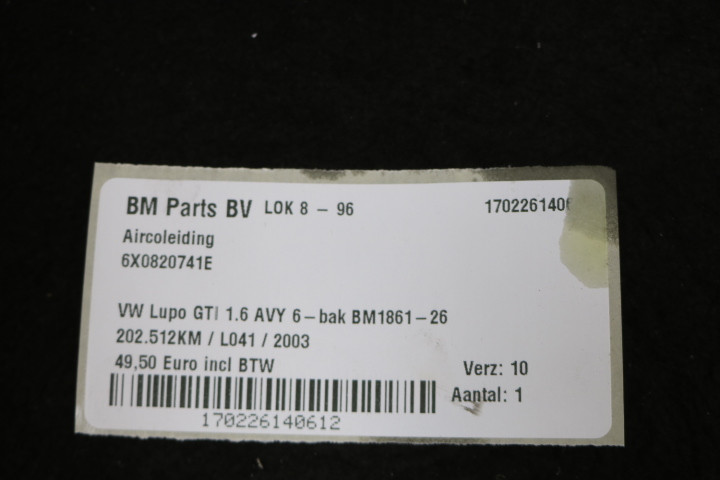 BM Parts BV LOK 8 - 96 170226140
Aircoleiding
6X0820741E
VW Lupo GTI 1.6 AVY 6-bak BM1861-26
202.512KM / L041 / 2003
49,50 Euro incl BTW Verz: 10
Aantal: 1
170226140612